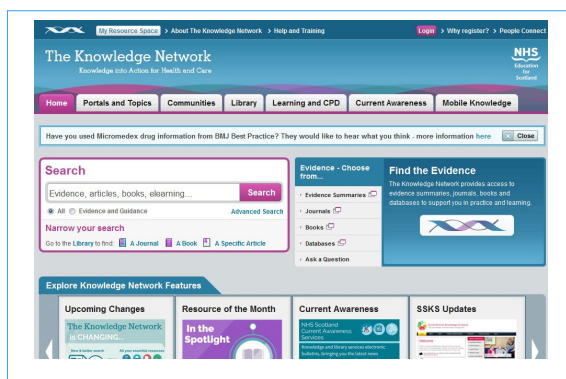 My Resource Space > About The Knowledge Network > Help and Training Login > Why register? > People Connect
The Knowledge Network
Knowledge into Action for Health and Care
NHS
Education
for
Scotland
Home Portals and Topics Communities Library Learning and CPD Current Awareness Mobile Knowledge
Have you used Micromedex drug information from BMJ Best Practice? They would like to hear what you think - more information here Close
Search
Evidence, articles, books, elearning... Search
All Evidence and Guidance Advanced Search
Narrow your search
Go to the Library to find: A Journal A Book A Specific Article
Evidence - Choose
from...
Evidence Summaries
Journals
Books
Databases
Ask a Question
Find the Evidence
The Knowledge Network provides access to
evidence summaries, journals, books and
databases to support you in practice and learning.
Explore Knowledge Network Features
Upcoming Changes
The Knowledge Network
is CHANGING...
New & better search All your essential resources
Resource of the Month
In the
Spotlight
Current Awareness
NHS Scotland
Current Awareness
Services
Knowledge and library services electronic
bulletins, bringing you the latest news
SSKS Updates
Welcome